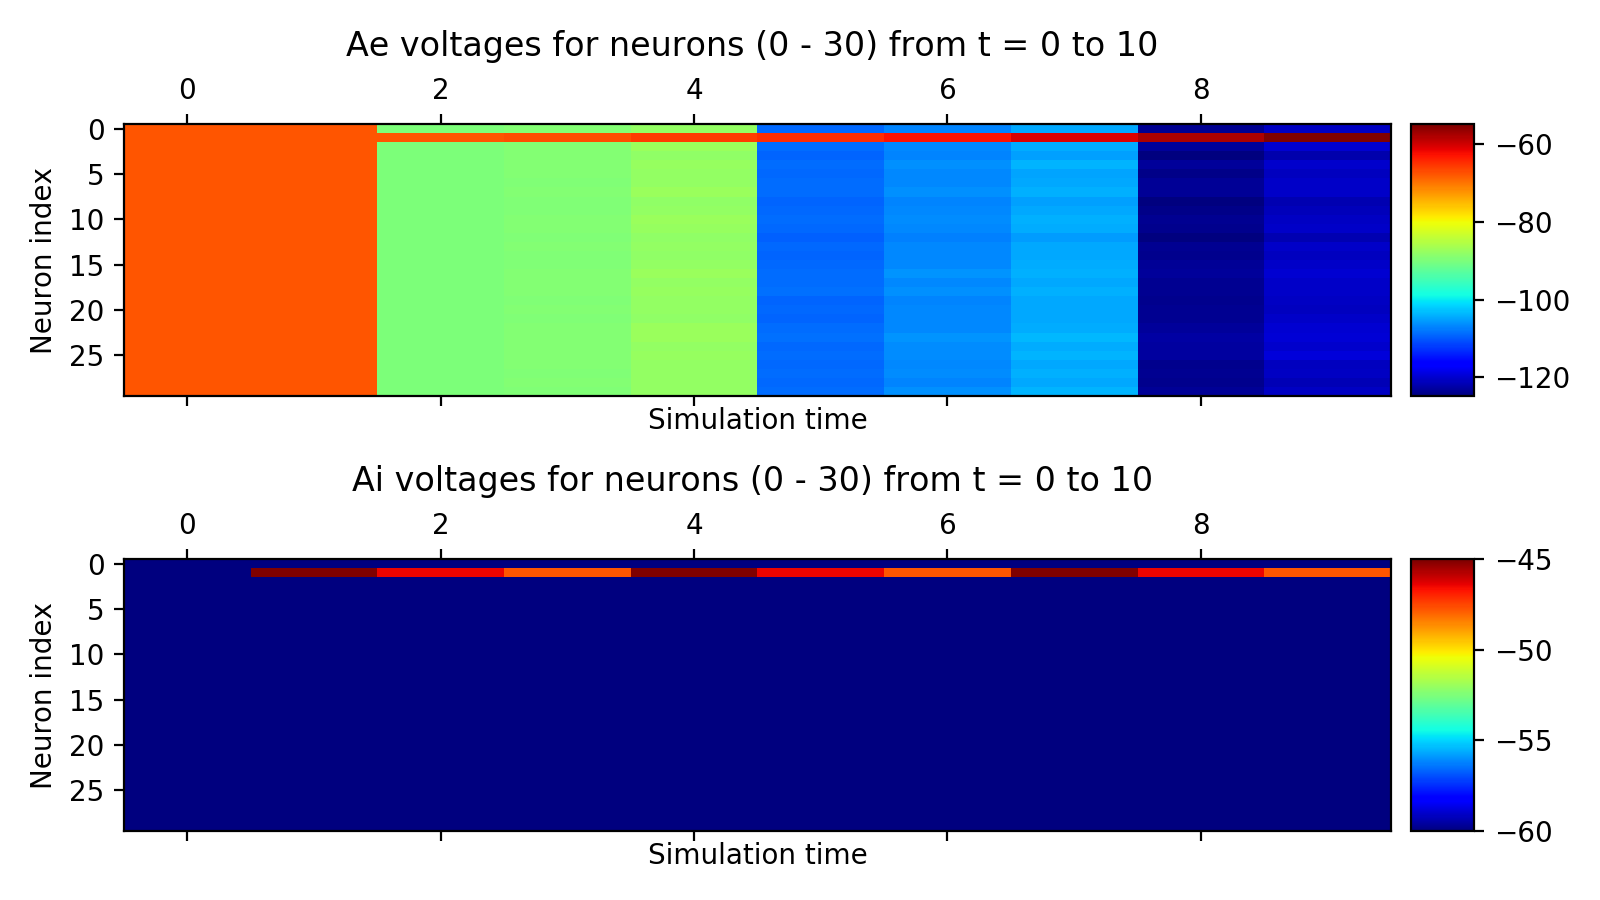 Ae voltages for neurons (0 - 30) from t = 0 to 10
0 2 4 6 8
0
5
10
15
20
25
Neuron index
Simulation time
−60
−80
−100
−120
Ai voltages for neurons (0 - 30) from t = 0 to 10
0 2 4 6 8
0
5
10
15
20
25
Neuron index
Simulation time
−45
−50
−55
−60